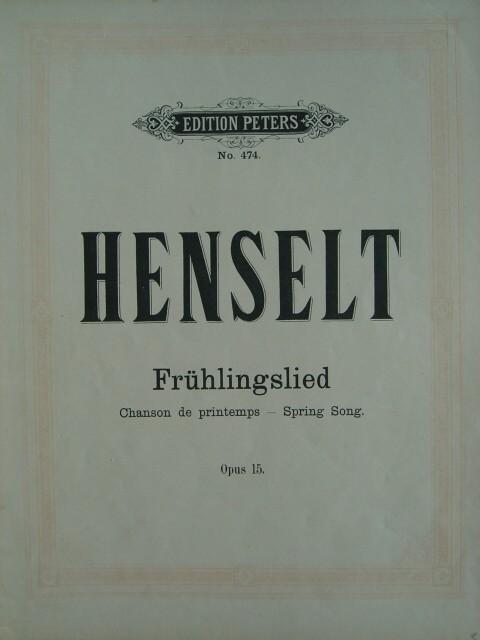 EDITION PETERS
No. 474.
HENSELT
Frühlingslied
Chanson de printemps — Spring Song.
Opus 15.